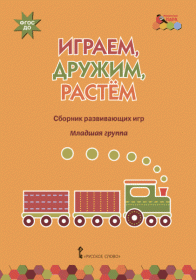 ФГОС
ДО
ИГРАЕМ,
ДРУЖИМ,
РАСТЁМ
Сборник развивающих игр
Младшая группа
«РУССКОЕ СЛОВО»